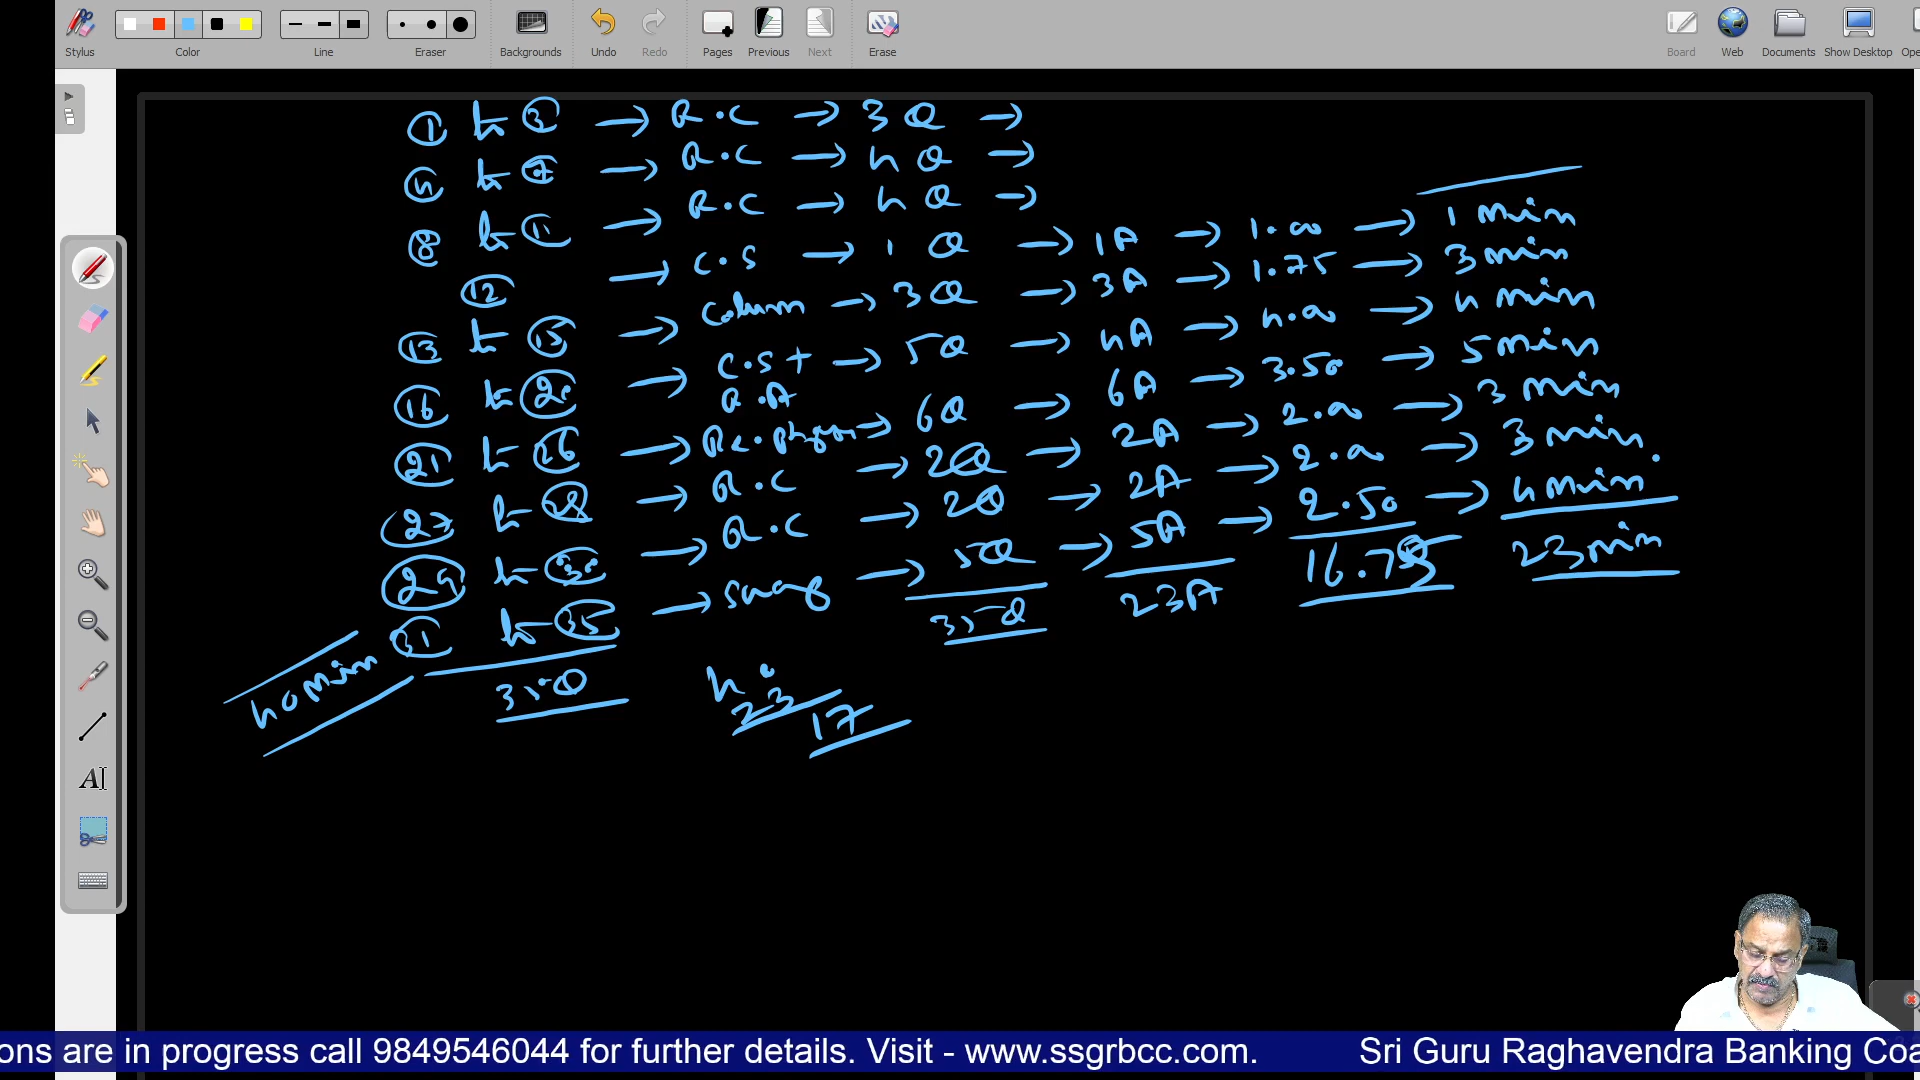 Stylus Color Line Eraser Backgrounds Undo Redo Pages Previous Next Erase Board Web Documents Show Desktop Ope
① to ③ → R.C → 3Q →
④ to ⑦ → R.C → 4Q →
⑧ to ⑪ → R.C → 4Q →
⑫ → C.S → 1Q → 1A → 1.00 → 1 min
⑬ to ⑮ → Column → 3Q → 3A → 1.75 → 3 min
⑯ to ⑳ → C.S + R.A → 5Q → 4A → 4.00 → 4 min
㉑ to ㉖ → → 6Q → 6A → 3.50 → 5 min
㉗ to ㉘ → R.C → 2Q → 2A → 2.00 → 3 min
㉙ to ㉚ → R.C → 2Q → 2A → 2.00 → 3 min.
㉛ to ㉟ → → 5Q → 5A → 2.50 → 4 min
35Q 35Q 23A 16.75 23 min
40 min
40
23
17
AI
ons are in progress call 9849546044 for further details. Visit - www.ssgrbcc.com. Sri Guru Raghavendra Banking Coa